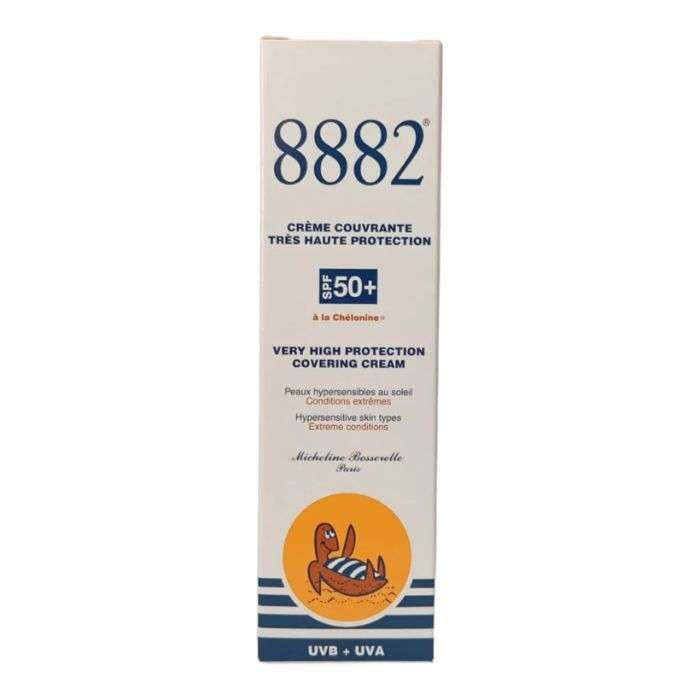 8882®
CRÈME COUVRANTE
TRÈS HAUTE PROTECTION
SPF 50+
à la Chélonine®
VERY HIGH PROTECTION
COVERING CREAM
Peaux hypersensibles au soleil
Conditions extrêmes
Hypersensitive skin types
Extreme conditions
Micheline Bosserelle
Paris
UVB + UVA